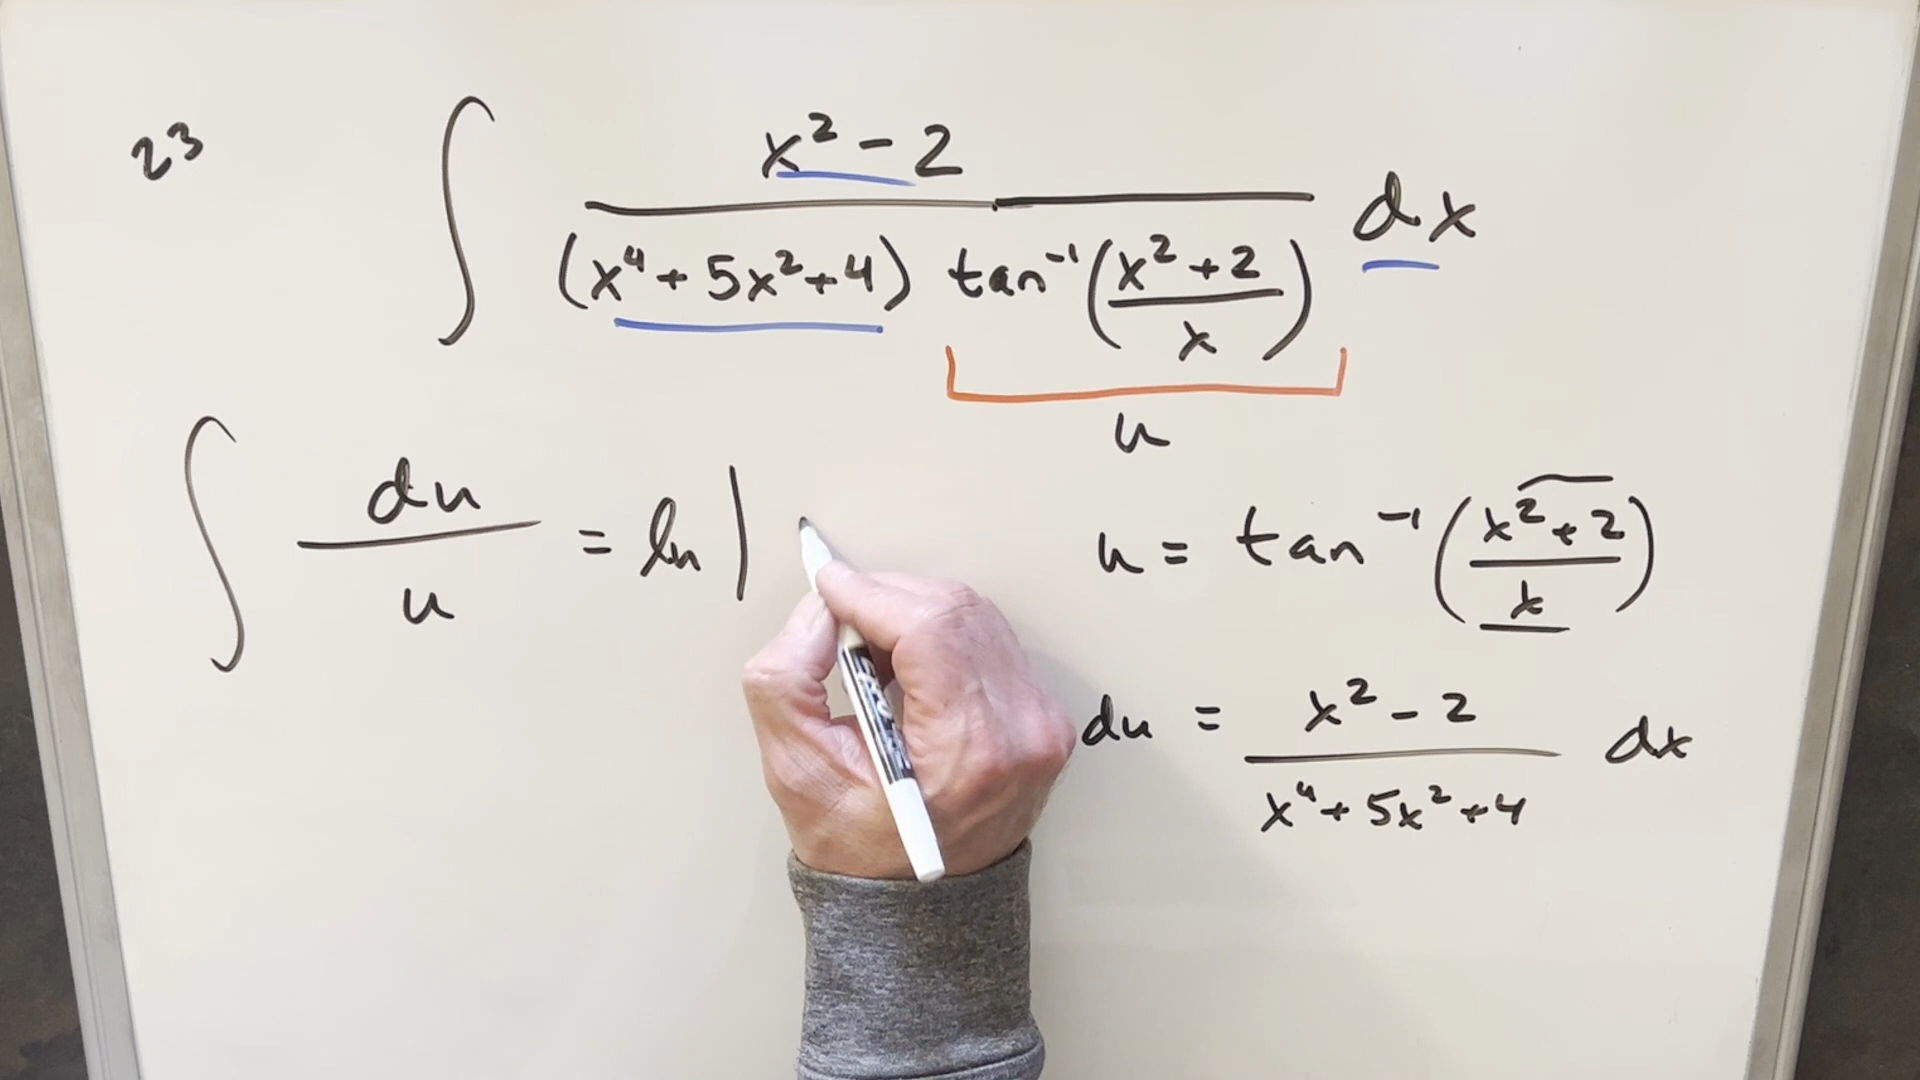 23 ∫ (x² - 2) / ((x⁴ + 5x² + 4) tan⁻¹((x² + 2) / x)) dx
u
∫ du / u = ln |
u = tan⁻¹((x² + 2) / x)
du = (x² - 2) / (x⁴ + 5x² + 4) dx
EXPO